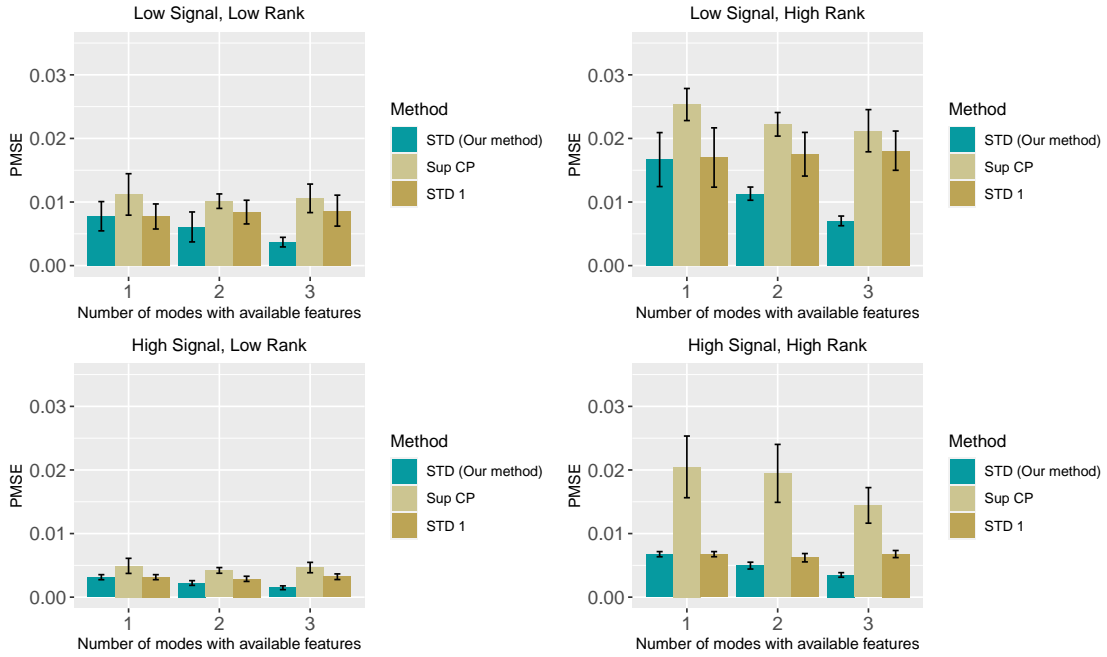 Low Signal, Low Rank
PMSE
0.03
0.02
0.01
0.00
1 2 3
Number of modes with available features
Method
STD (Our method)
Sup CP
STD 1
Low Signal, High Rank
PMSE
0.03
0.02
0.01
0.00
1 2 3
Number of modes with available features
Method
STD (Our method)
Sup CP
STD 1
High Signal, Low Rank
PMSE
0.03
0.02
0.01
0.00
1 2 3
Number of modes with available features
Method
STD (Our method)
Sup CP
STD 1
High Signal, High Rank
PMSE
0.03
0.02
0.01
0.00
1 2 3
Number of modes with available features
Method
STD (Our method)
Sup CP
STD 1